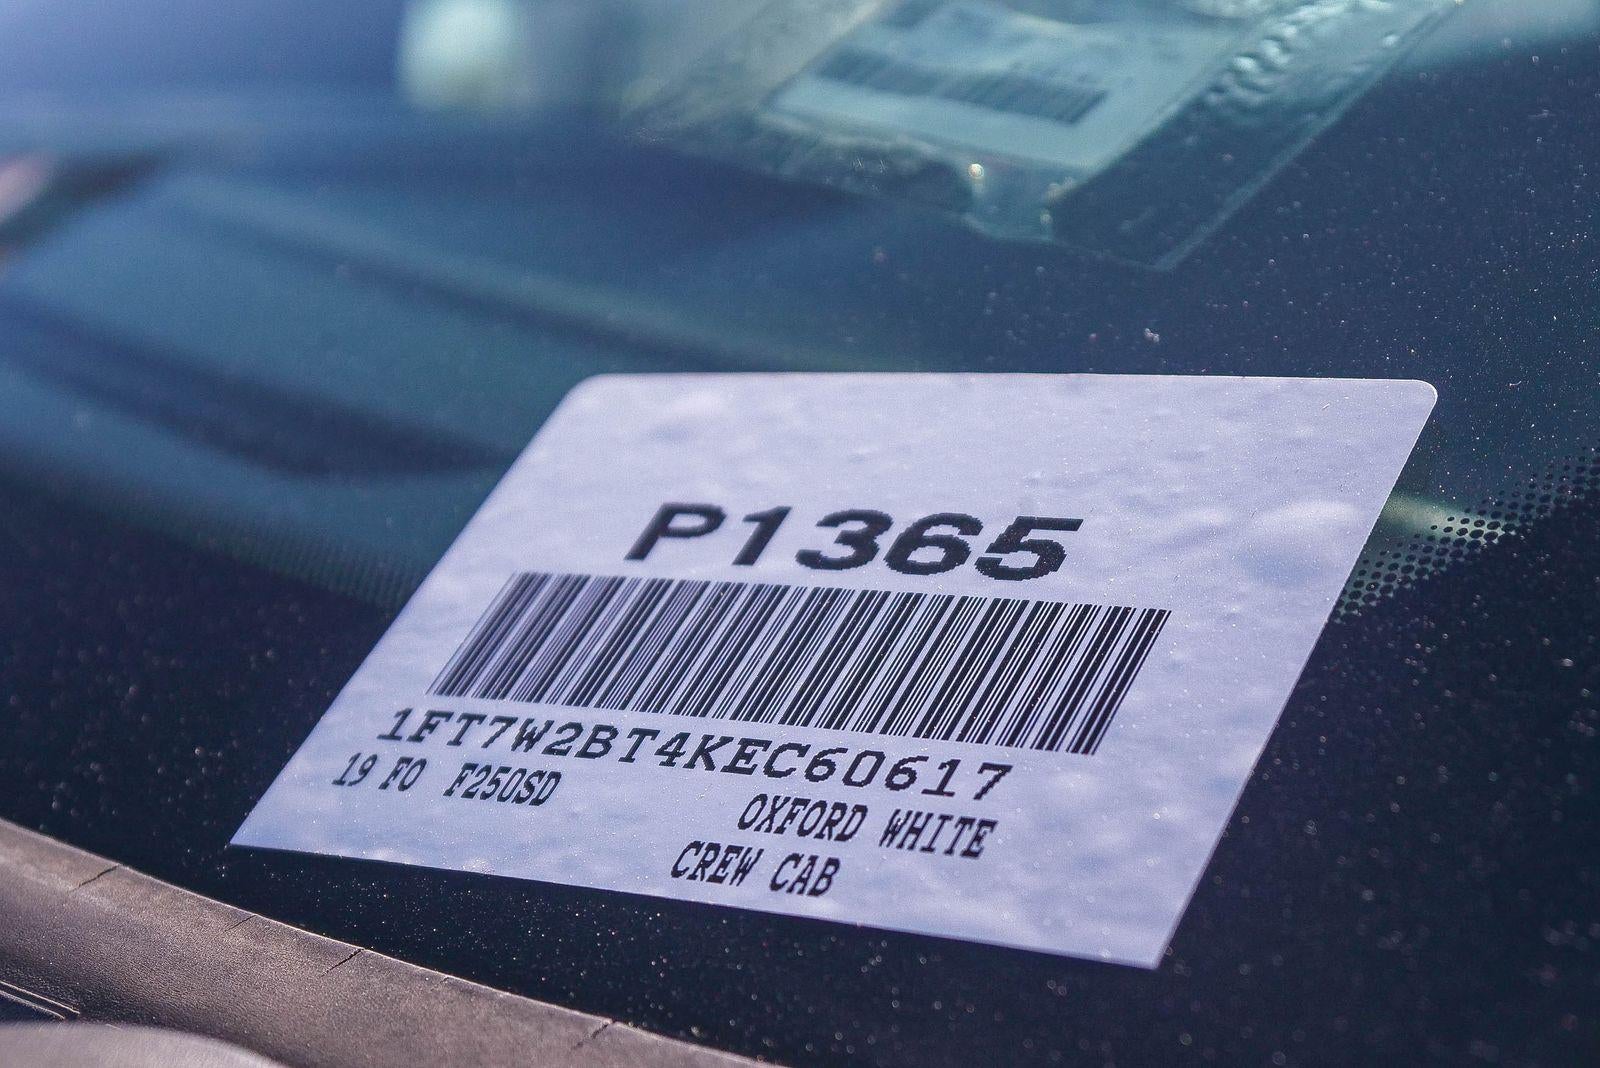 P1365
1FT7W2BT4KEC60617
19 FO F250SD
OXFORD WHITE
CREW CAB